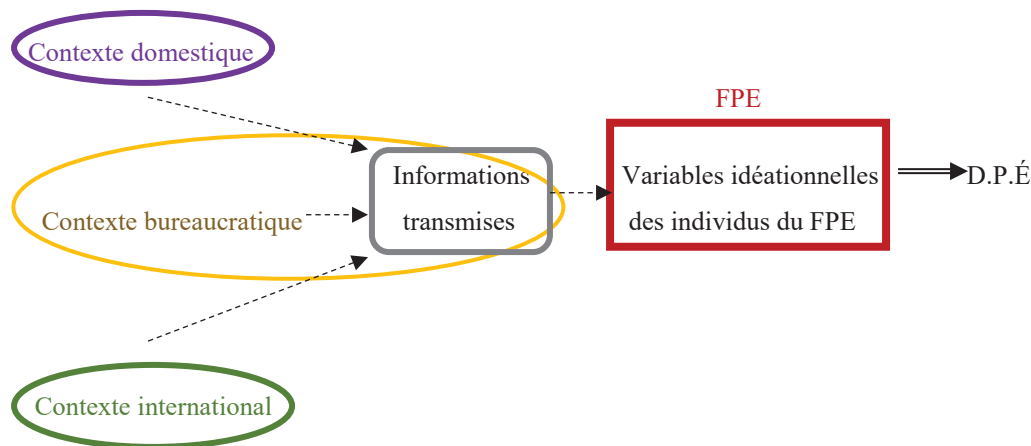 Contexte domestique
FPE
Informations
transmises
Variables idéationnelles
des individus du FPE
D.P.É
Contexte bureaucratique
Contexte international